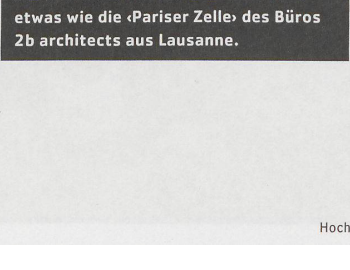 etwas wie die ‹Pariser Zelle› des Büros
2b architects aus Lausanne.
Hoch